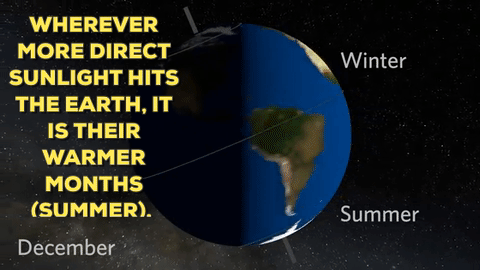 WHEREVER
MORE DIRECT
SUNLIGHT HITS
THE EARTH, IT
IS THEIR
WARMER
MONTHS
(SUMMER).
Winter
Summer
December